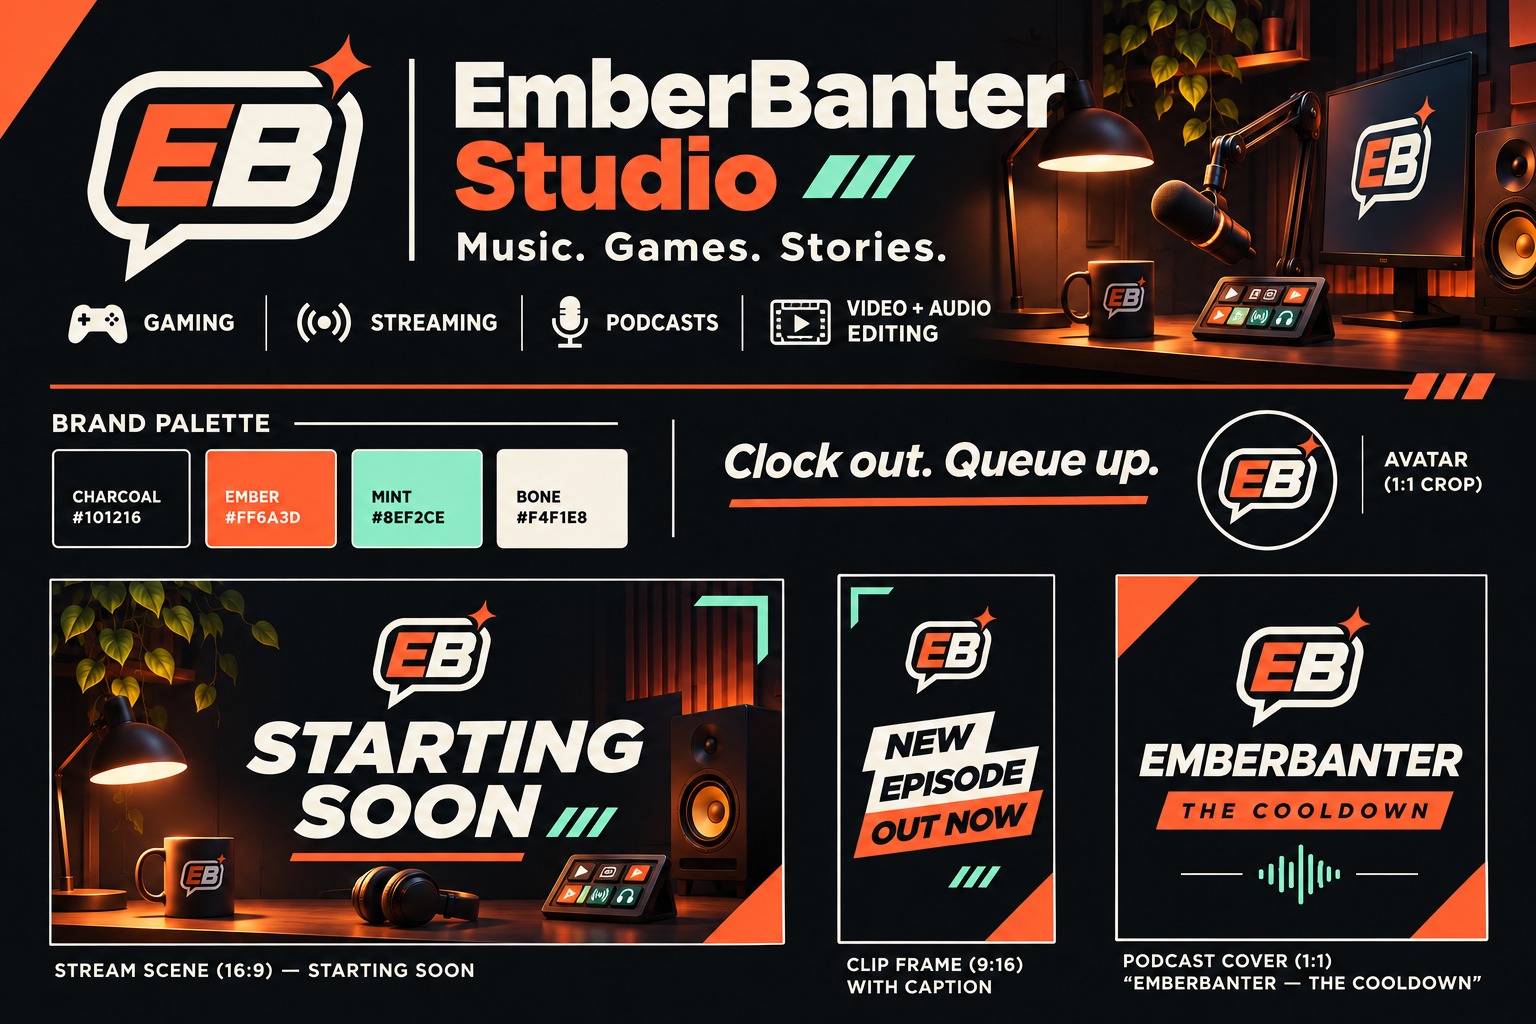 EB
EmberBanter
Studio
Music. Games. Stories.
EB
EB
GAMING
STREAMING
PODCASTS
VIDEO + AUDIO
EDITING
BRAND PALETTE
CHARCOAL
#101216
EMBER
#FF6A3D
MINT
#8EF2CE
BONE
#F4F1E8
Clock out. Queue up.
EB
AVATAR
(1:1 CROP)
EB
STARTING
SOON
EB
STREAM SCENE (16:9) — STARTING SOON
EB
NEW
EPISODE
OUT NOW
CLIP FRAME (9:16)
WITH CAPTION
EB
EMBERBANTER
THE COOLDOWN
PODCAST COVER (1:1)
“EMBERBANTER — THE COOLDOWN”